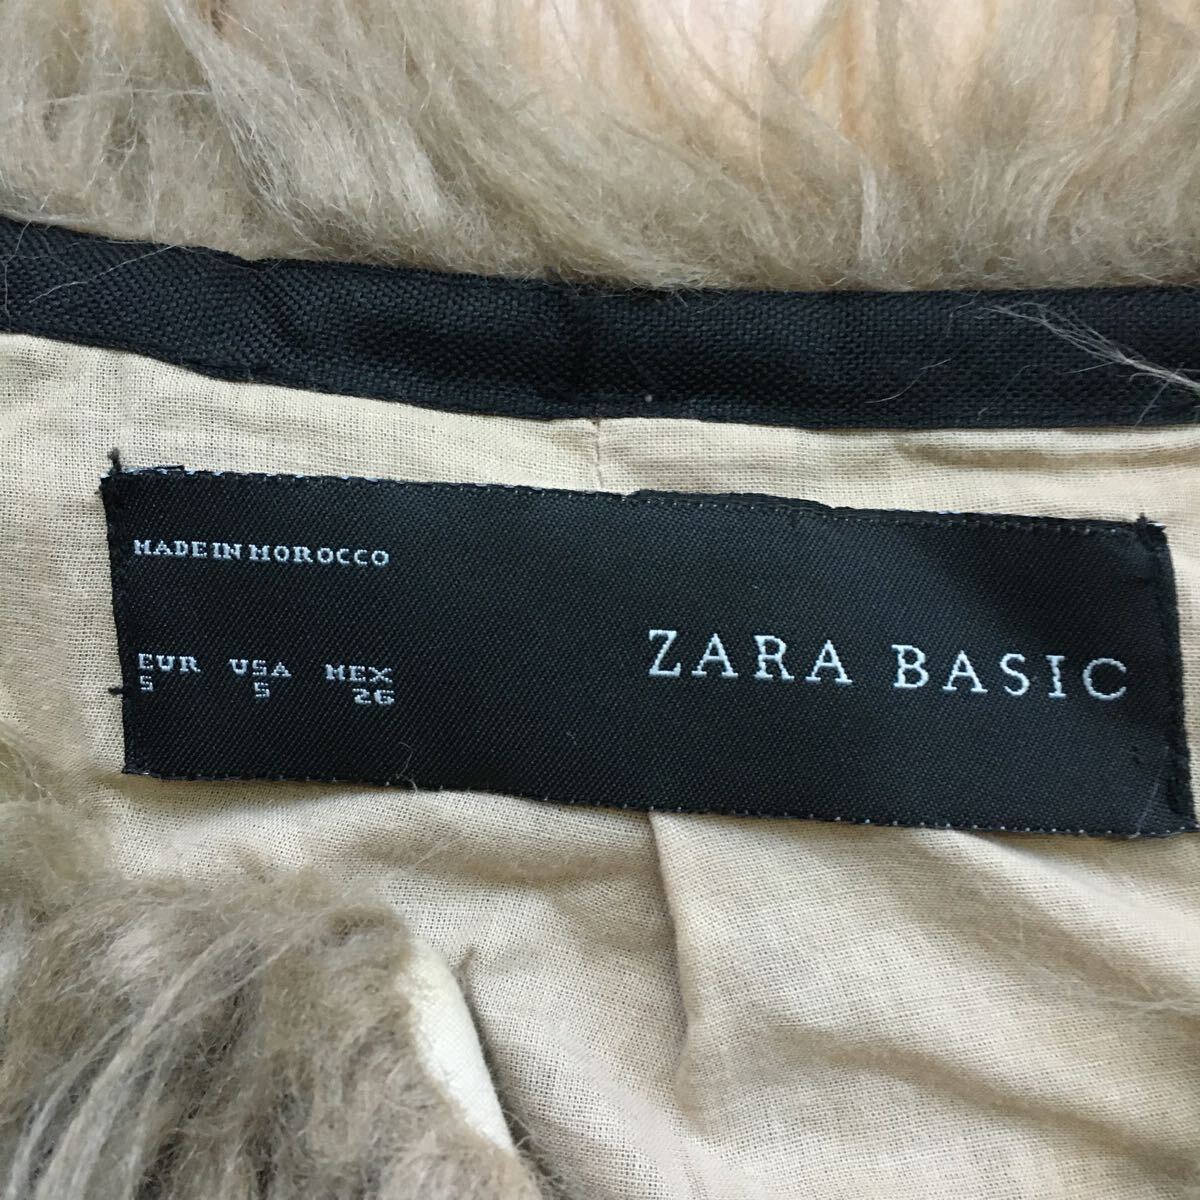 MADE IN MOROCCO
EUR USA MEX
S S 26
ZARA BASIC